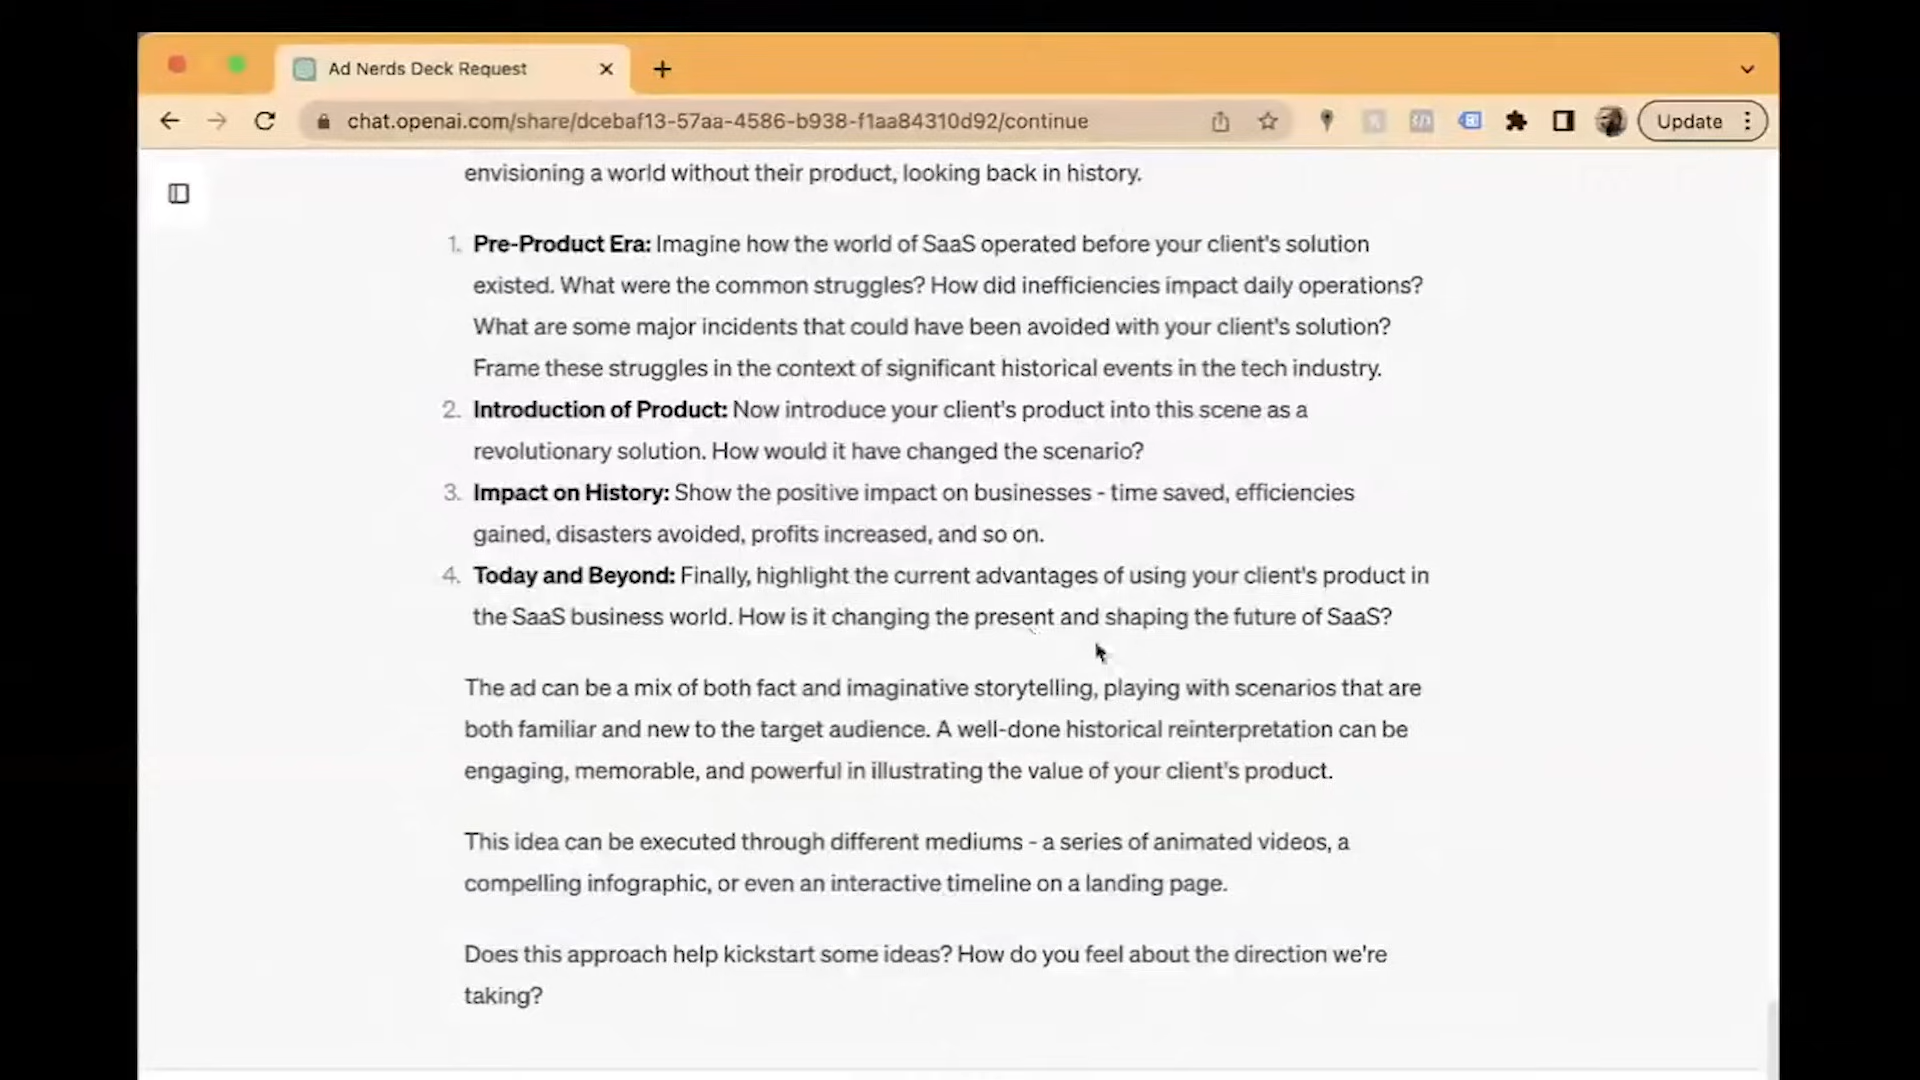 Ad Nerds Deck Request
chat.openai.com/share/dcebaf13-57aa-4586-b938-f1aa84310d92/continue
Update
envisioning a world without their product, looking back in history.
1. Pre-Product Era: Imagine how the world of SaaS operated before your client's solution
existed. What were the common struggles? How did inefficiencies impact daily operations?
What are some major incidents that could have been avoided with your client's solution?
Frame these struggles in the context of significant historical events in the tech industry.
2. Introduction of Product: Now introduce your client's product into this scene as a
revolutionary solution. How would it have changed the scenario?
3. Impact on History: Show the positive impact on businesses - time saved, efficiencies
gained, disasters avoided, profits increased, and so on.
4. Today and Beyond: Finally, highlight the current advantages of using your client's product in
the SaaS business world. How is it changing the present and shaping the future of SaaS?
The ad can be a mix of both fact and imaginative storytelling, playing with scenarios that are
both familiar and new to the target audience. A well-done historical reinterpretation can be
engaging, memorable, and powerful in illustrating the value of your client's product.
This idea can be executed through different mediums - a series of animated videos, a
compelling infographic, or even an interactive timeline on a landing page.
Does this approach help kickstart some ideas? How do you feel about the direction we're
taking?